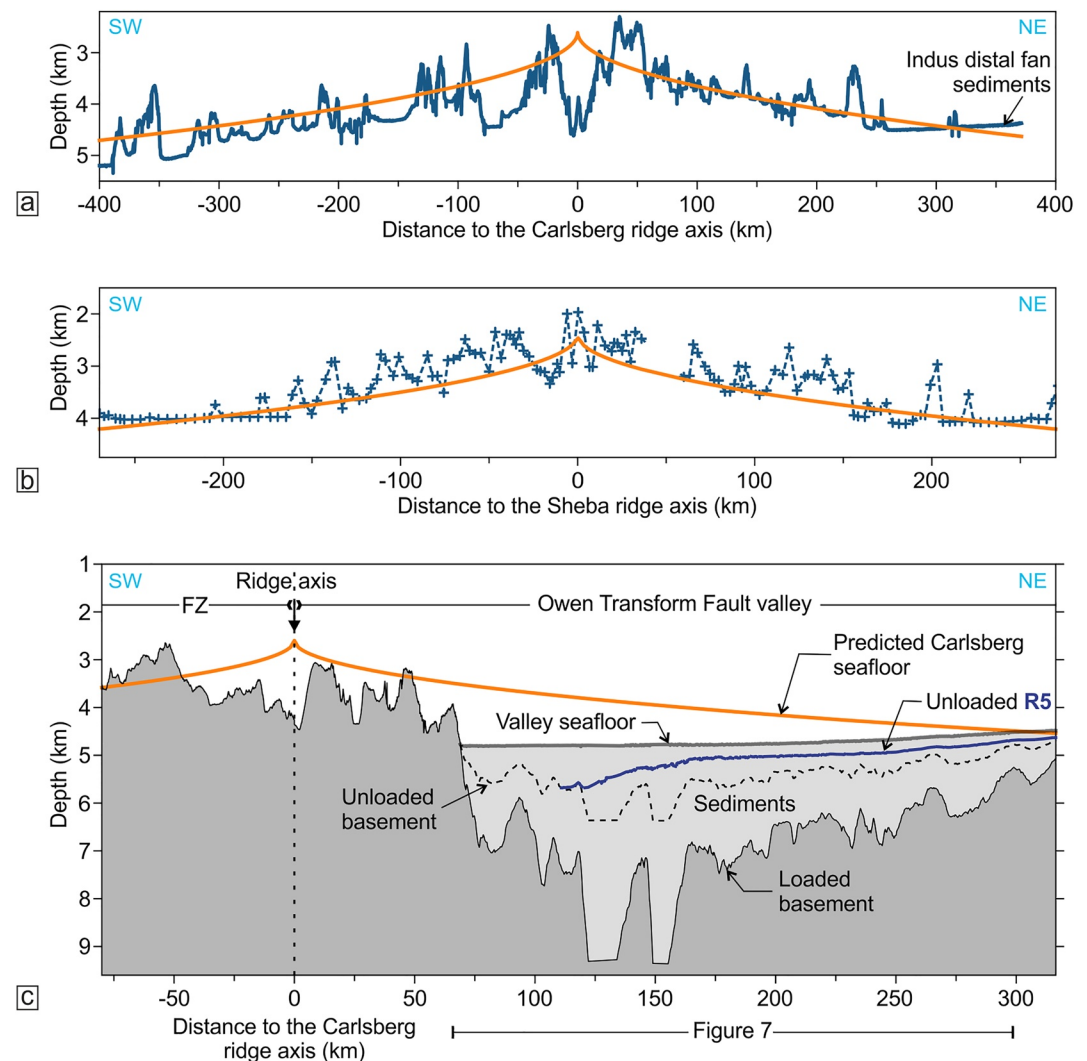 SW
NE
3
4
5
Depth (km)
Indus distal fan
sediments
-400
-300
-200
-100
0
100
200
300
400
Distance to the Carlsberg ridge axis (km)
a
SW
NE
2
3
4
Depth (km)
-200
-100
0
100
200
Distance to the Sheba ridge axis (km)
b
SW
NE
1
2
3
4
5
6
7
8
9
Depth (km)
Ridge axis
FZ
Owen Transform Fault valley
Predicted Carlsberg
seafloor
Unloaded R5
Valley seafloor
Unloaded
basement
Sediments
Loaded
basement
-50
0
50
100
150
200
250
300
Distance to the Carlsberg
ridge axis (km)
Figure 7
c